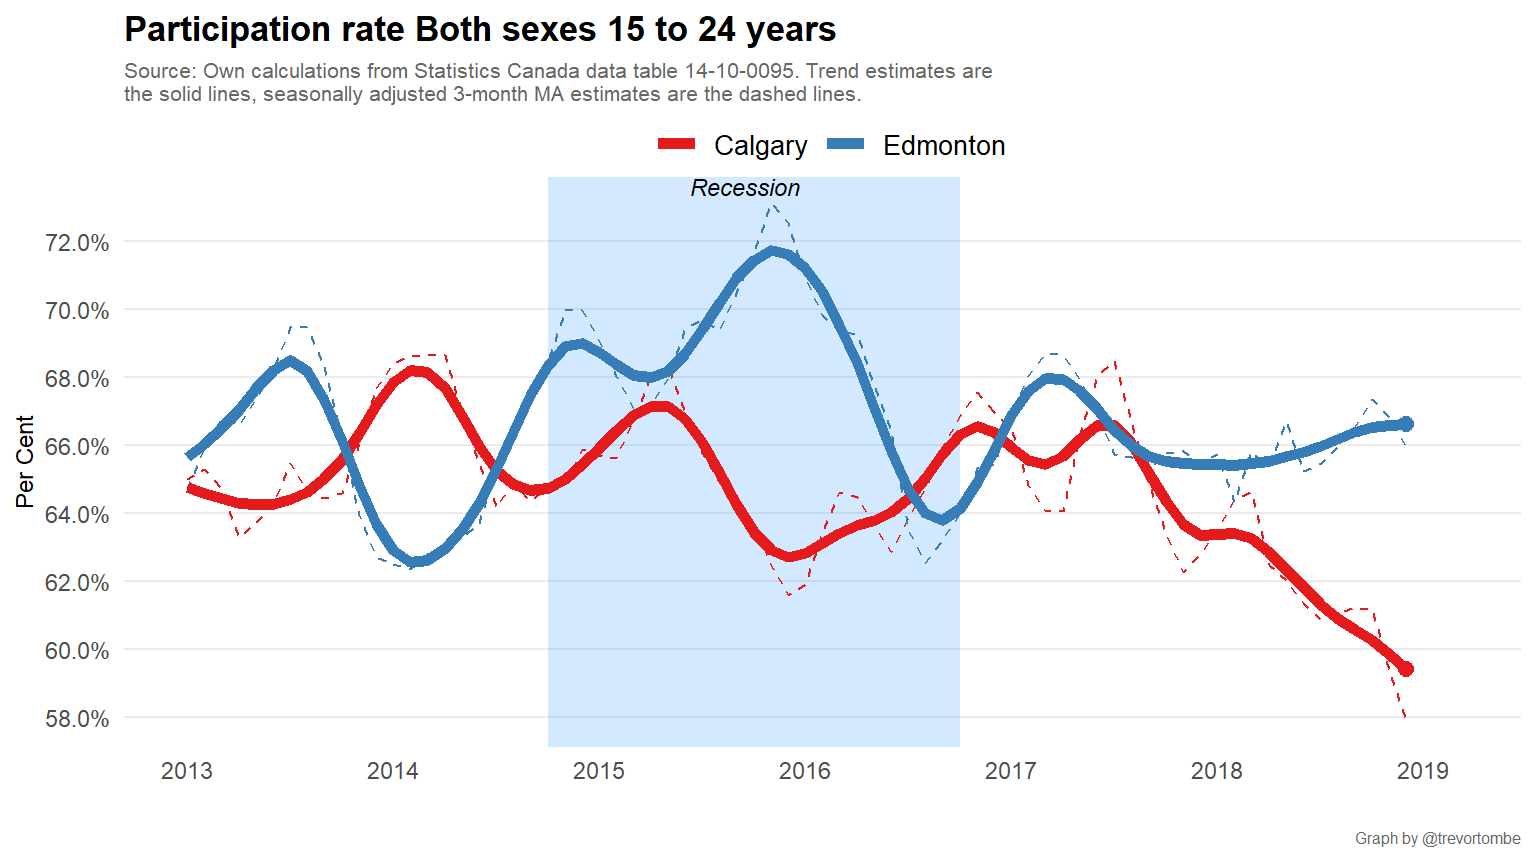 Participation rate Both sexes 15 to 24 years
Source: Own calculations from Statistics Canada data table 14-10-0095. Trend estimates are
the solid lines, seasonally adjusted 3-month MA estimates are the dashed lines.
Calgary Edmonton
Recession
72.0%
70.0%
68.0%
66.0%
64.0%
62.0%
60.0%
58.0%
Per Cent
2013 2014 2015 2016 2017 2018 2019
Graph by @trevortombe